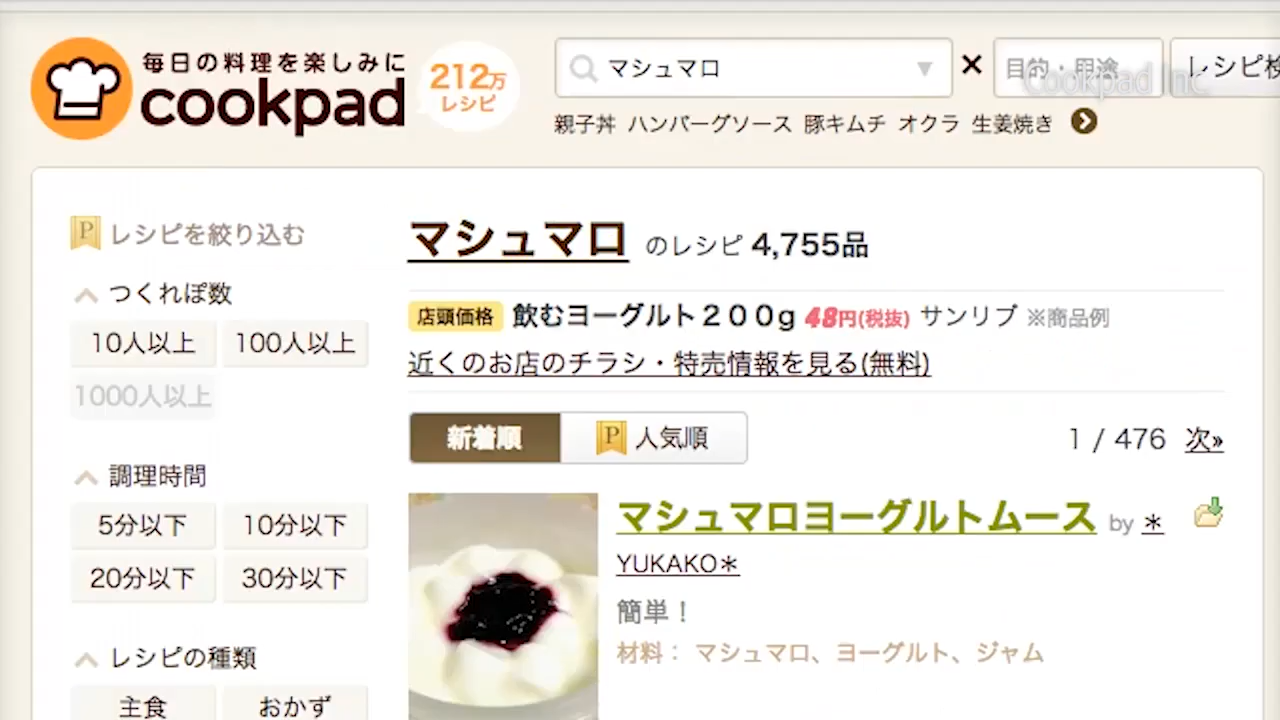 毎日の料理を楽しみに
cookpad
212万
レシピ
マシュマロ
目的・用途
レシピ検
Cookpad Inc.
親子丼 ハンバーグソース 豚キムチ オクラ 生姜焼き
レシピを絞り込む
つくれぽ数
10人以上 100人以上
1000人以上
調理時間
5分以下 10分以下
20分以下 30分以下
レシピの種類
主食 おかず
マシュマロ のレシピ 4,755品
店頭価格 飲むヨーグルト200g 48円(税抜) サンリブ ※商品例
近くのお店のチラシ・特売情報を見る(無料)
新着順 P 人気順 1 / 476 次»
マシュマロヨーグルトムース by *
YUKAKO*
簡単！
材料： マシュマロ、ヨーグルト、ジャム